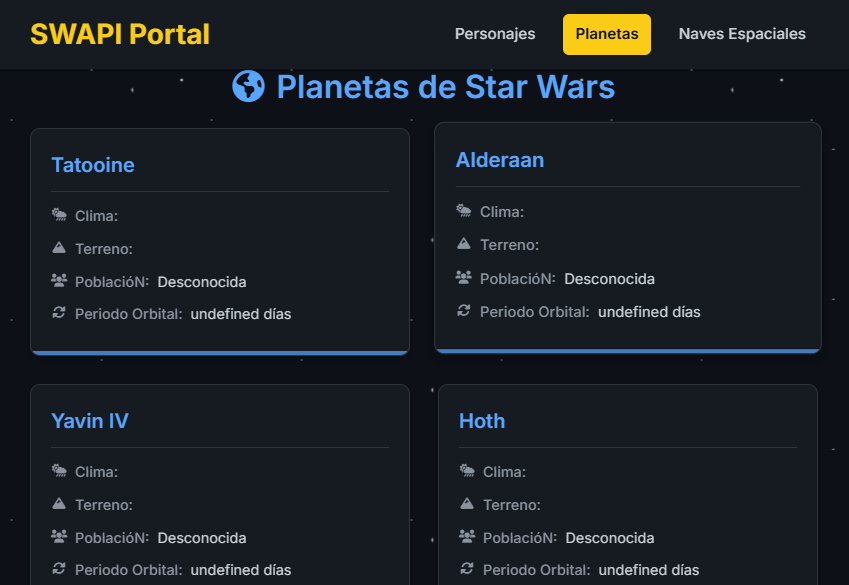 SWAPI Portal
Personajes
Planetas
Naves Espaciales
Planetas de Star Wars
Tatooine
Clima:
Terreno:
PoblacióN: Desconocida
Periodo Orbital: undefined días
Alderaan
Clima:
Terreno:
PoblacióN: Desconocida
Periodo Orbital: undefined días
Yavin IV
Clima:
Terreno:
PoblacióN: Desconocida
Periodo Orbital: undefined días
Hoth
Clima:
Terreno:
PoblacióN: Desconocida
Periodo Orbital: undefined días